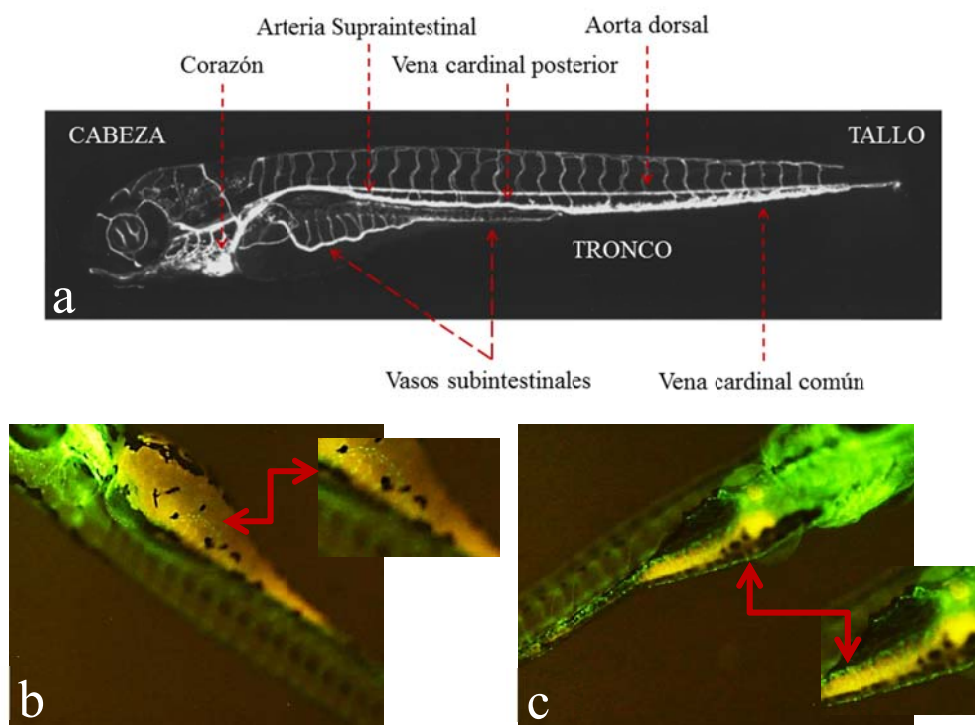 Arteria Supraintestinal
Aorta dorsal
Corazón
Vena cardinal posterior
CABEZA
TALLO
TRONCO
a
Vasos subintestinales
Vena cardinal común
b
c